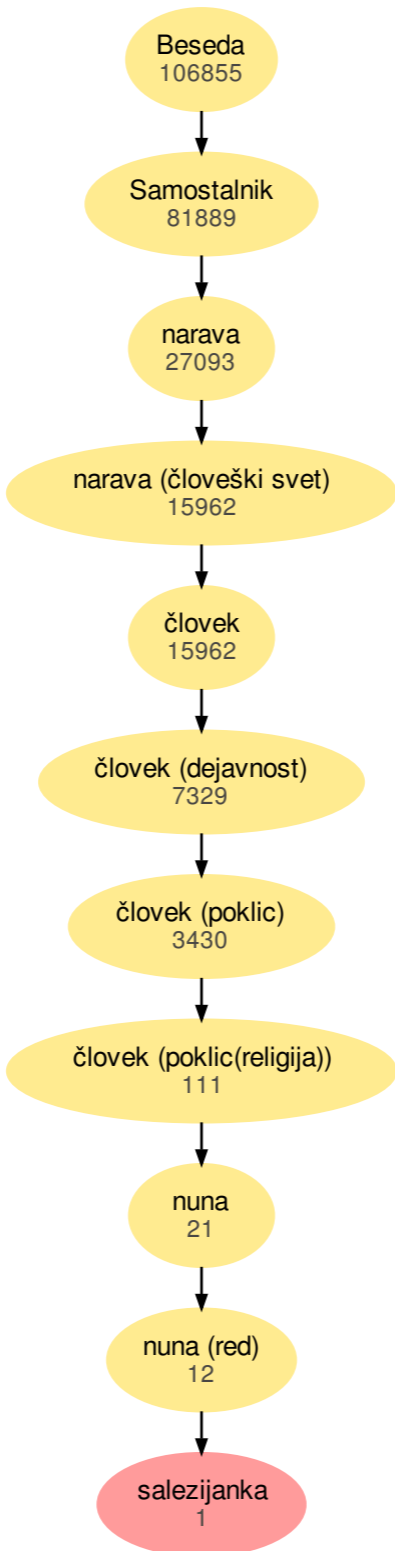 Beseda
106855
Samostalnik
81889
narava
27093
narava (človeški svet)
15962
človek
15962
človek (dejavnost)
7329
človek (poklic)
3430
človek (poklic(religija))
111
nuna
21
nuna (red)
12
salezijanka
1